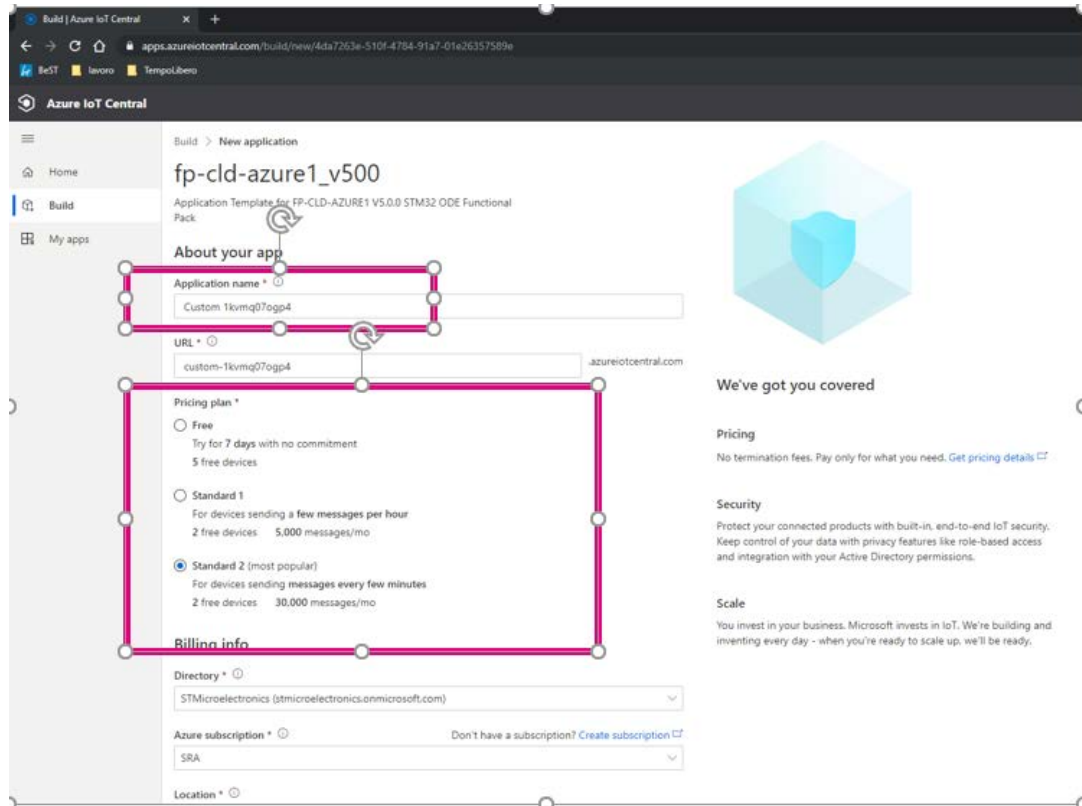 Build | Azure IoT Central
apps.azureiotcentral.com/build/new/4da7263e-510f-4784-91a7-01e26357589e
BeST lavoro TempoLibero
Azure IoT Central
Home
Build
My apps
Build > New application
fp-cld-azure1_v500
Application Template for FP-CLD-AZURE1 V5.0.0 STM32 ODE Functional
Pack
About your app
Application name *
Custom 1kvmq07ogp4
URL *
custom-1kvmq07ogp4 .azureiotcentral.com
Pricing plan *
Free
Try for 7 days with no commitment
5 free devices
Standard 1
For devices sending a few messages per hour
2 free devices 5,000 messages/mo
Standard 2 (most popular)
For devices sending messages every few minutes
2 free devices 30,000 messages/mo
Billing info
Directory *
STMicroelectronics (stmicroelectronics.onmicrosoft.com)
Azure subscription * Don't have a subscription? Create subscription
SRA
Location *
We've got you covered
Pricing
No termination fees. Pay only for what you need. Get pricing details
Security
Protect your connected products with built-in, end-to-end IoT security.
Keep control of your data with privacy features like role-based access
and integration with your Active Directory permissions.
Scale
You invest in your business. Microsoft invests in IoT. We're building and
inventing every day - when you're ready to scale up, we'll be ready.